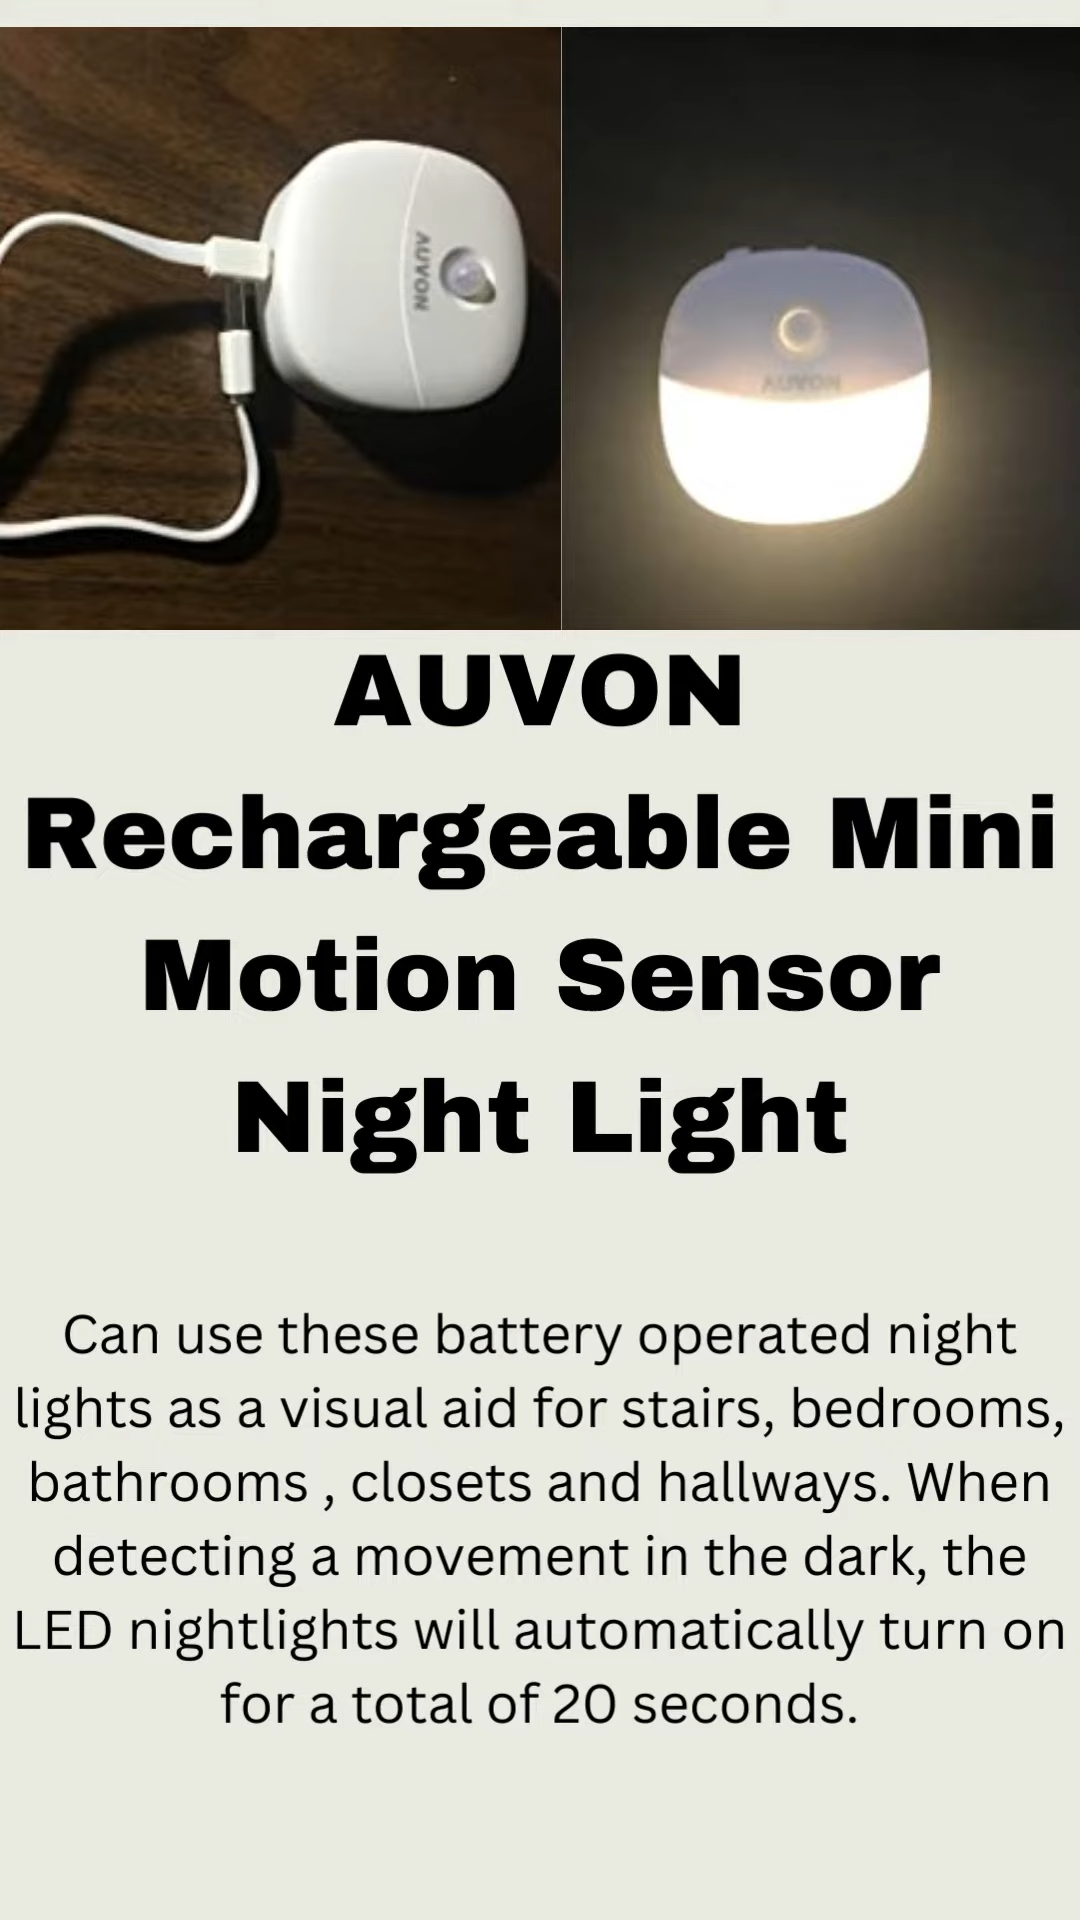 AUVON
AUVON
AUVON
Rechargeable Mini
Motion Sensor
Night Light
Can use these battery operated night
lights as a visual aid for stairs, bedrooms,
bathrooms , closets and hallways. When
detecting a movement in the dark, the
LED nightlights will automatically turn on
for a total of 20 seconds.